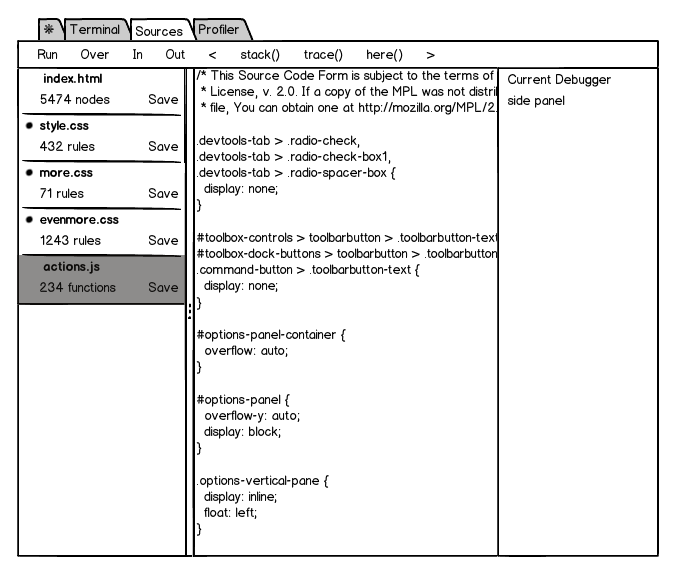 Terminal Sources Profiler
Run Over In Out < stack() trace() here() >
index.html
5474 nodes Save
style.css
432 rules Save
more.css
71 rules Save
evenmore.css
1243 rules Save
actions.js
234 functions Save
/* This Source Code Form is subject to the terms of
* License, v. 2.0. If a copy of the MPL was not distri
* file, You can obtain one at http://mozilla.org/MPL/2.
.devtools-tab > .radio-check,
.devtools-tab > .radio-check-box1,
.devtools-tab > .radio-spacer-box {
display: none;
}
#toolbox-controls > toolbarbutton > .toolbarbutton-text
#toolbox-dock-buttons > toolbarbutton > .toolbarbutton
.command-button > .toolbarbutton-text {
display: none;
}
#options-panel-container {
overflow: auto;
}
#options-panel {
overflow-y: auto;
display: block;
}
.options-vertical-pane {
display: inline;
float: left;
}
Current Debugger
side panel